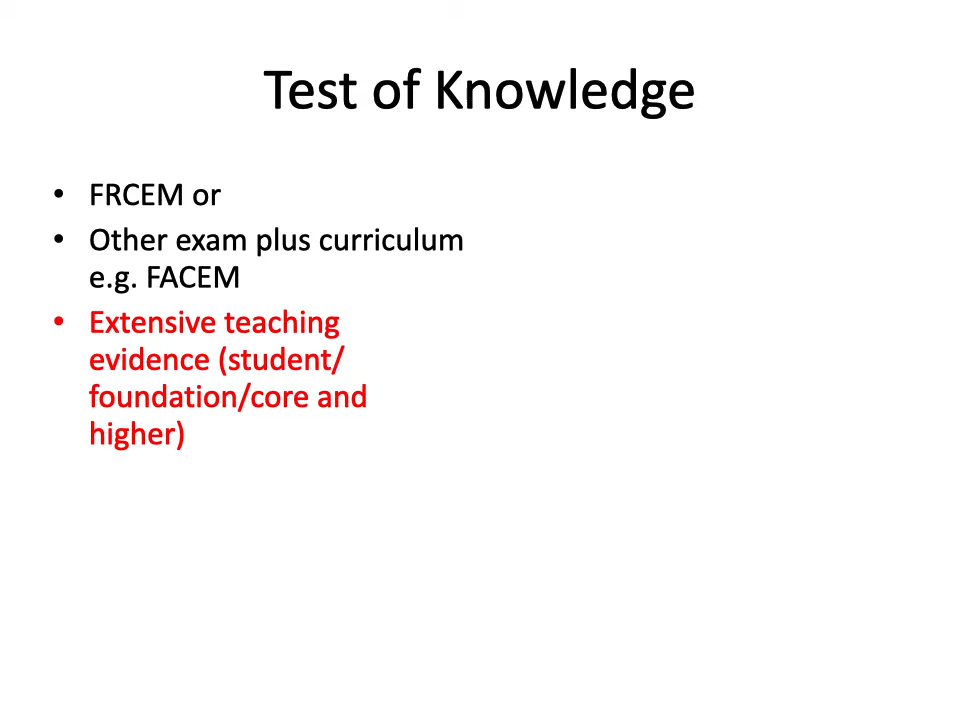 Test of Knowledge
• FRCEM or
• Other exam plus curriculum
e.g. FACEM
• Extensive teaching
evidence (student/
foundation/core and
higher)